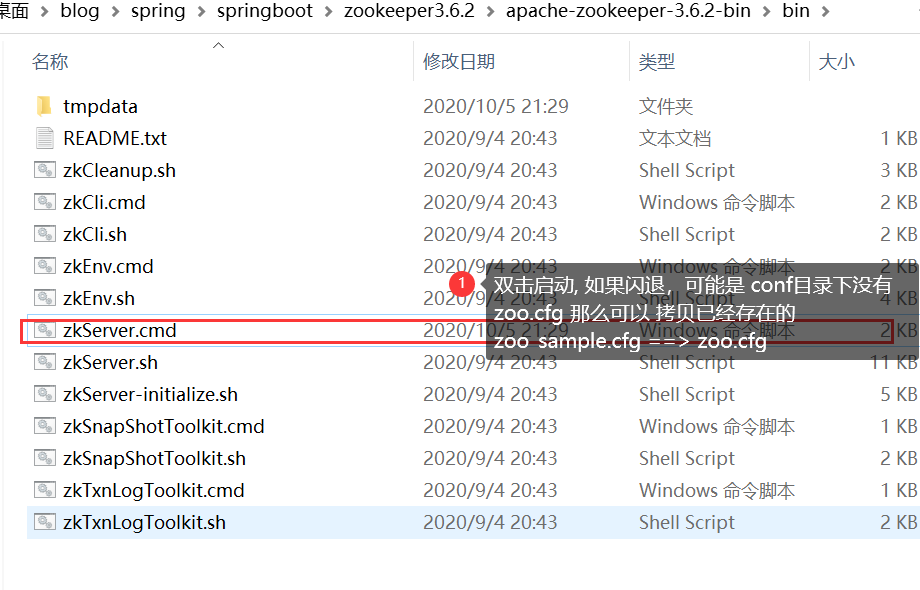 桌面 > blog > spring > springboot > zookeeper3.6.2 > apache-zookeeper-3.6.2-bin > bin >
名称 修改日期 类型 大小
tmpdata 2020/10/5 21:29 文件夹
README.txt 2020/9/4 20:43 文本文档 1 KB
zkCleanup.sh 2020/9/4 20:43 Shell Script 3 KB
zkCli.cmd 2020/9/4 20:43 Windows 命令脚本 2 KB
zkCli.sh 2020/9/4 20:43 Shell Script 2 KB
zkEnv.cmd 2020/9/4 20:43 Windows 命令脚本 2 KB
1 双击启动, 如果闪退，可能是 conf目录下没有
zkEnv.sh 2020/9/4 20:43 Shell Script 2 KB
zoo.cfg 那么可以 拷贝已经存在的
zkServer.cmd 2020/10/5 21:29 2 KB
zoo_sample.cfg ==> zoo.cfg
zkServer.sh 2020/9/4 20:43 Shell Script 11 KB
zkServer-initialize.sh 2020/9/4 20:43 Shell Script 5 KB
zkSnapShotToolkit.cmd 2020/9/4 20:43 Windows 命令脚本 1 KB
zkSnapShotToolkit.sh 2020/9/4 20:43 Shell Script 2 KB
zkTxnLogToolkit.cmd 2020/9/4 20:43 Windows 命令脚本 1 KB
zkTxnLogToolkit.sh 2020/9/4 20:43 Shell Script 2 KB